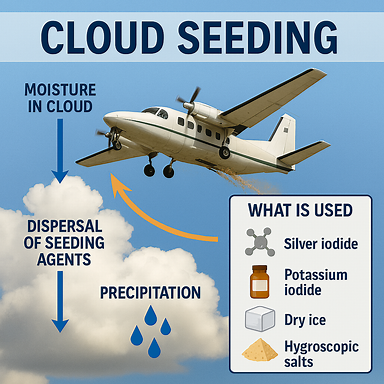 CLOUD SEEDING
MOISTURE
IN CLOUD
DISPERSAL
OF SEEDING
AGENTS
PRECIPITATION
WHAT IS USED
Silver iodide
Potassium
iodide
Dry ice
Hygroscopic
salts